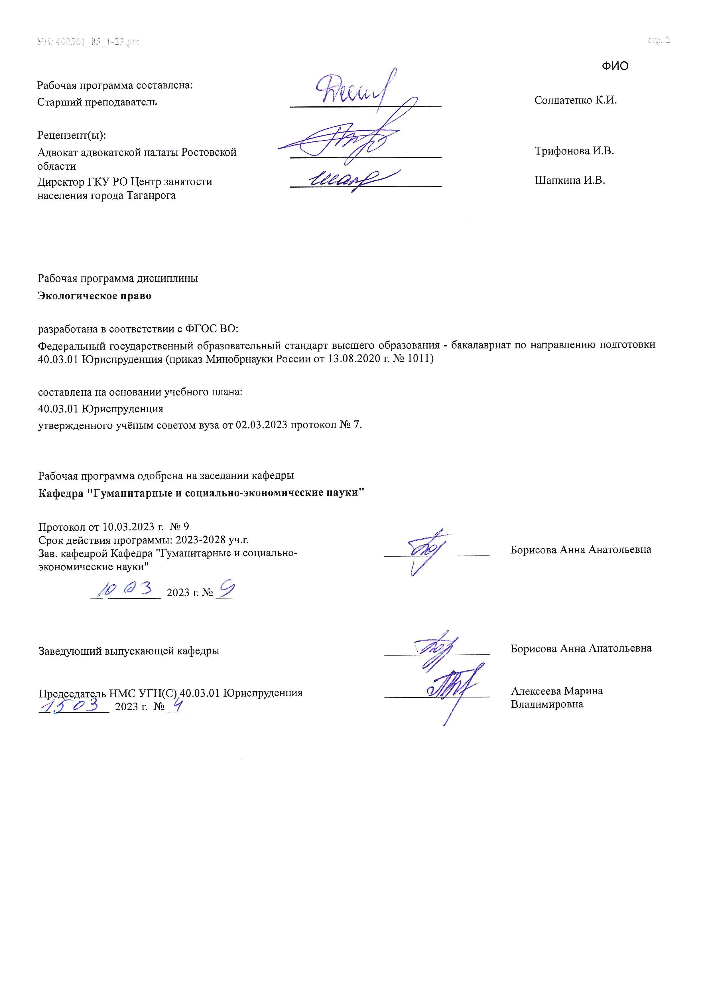 УП: 400301_85_1-23.plx стр. 2
ФИО
Рабочая программа составлена:
Старший преподаватель Солдатенко К.И.
Рецензент(ы):
Адвокат адвокатской палаты Ростовской Трифонова И.В.
области
Директор ГКУ РО Центр занятости Шапкина И.В.
населения города Таганрога
Рабочая программа дисциплины
Экологическое право
разработана в соответствии с ФГОС ВО:
Федеральный государственный образовательный стандарт высшего образования - бакалавриат по направлению подготовки
40.03.01 Юриспруденция (приказ Минобрнауки России от 13.08.2020 г. № 1011)
составлена на основании учебного плана:
40.03.01 Юриспруденция
утвержденного учёным советом вуза от 02.03.2023 протокол № 7.
Рабочая программа одобрена на заседании кафедры
Кафедра "Гуманитарные и социально-экономические науки"
Протокол от 10.03.2023 г. № 9
Срок действия программы: 2023-2028 уч.г.
Зав. кафедрой Кафедра "Гуманитарные и социально- Борисова Анна Анатольевна
экономические науки"
10 03 2023 г. № 9
Заведующий выпускающей кафедры Борисова Анна Анатольевна
Председатель НМС УГН(С) 40.03.01 Юриспруденция Алексеева Марина
15 03 2023 г. № 4 Владимировна